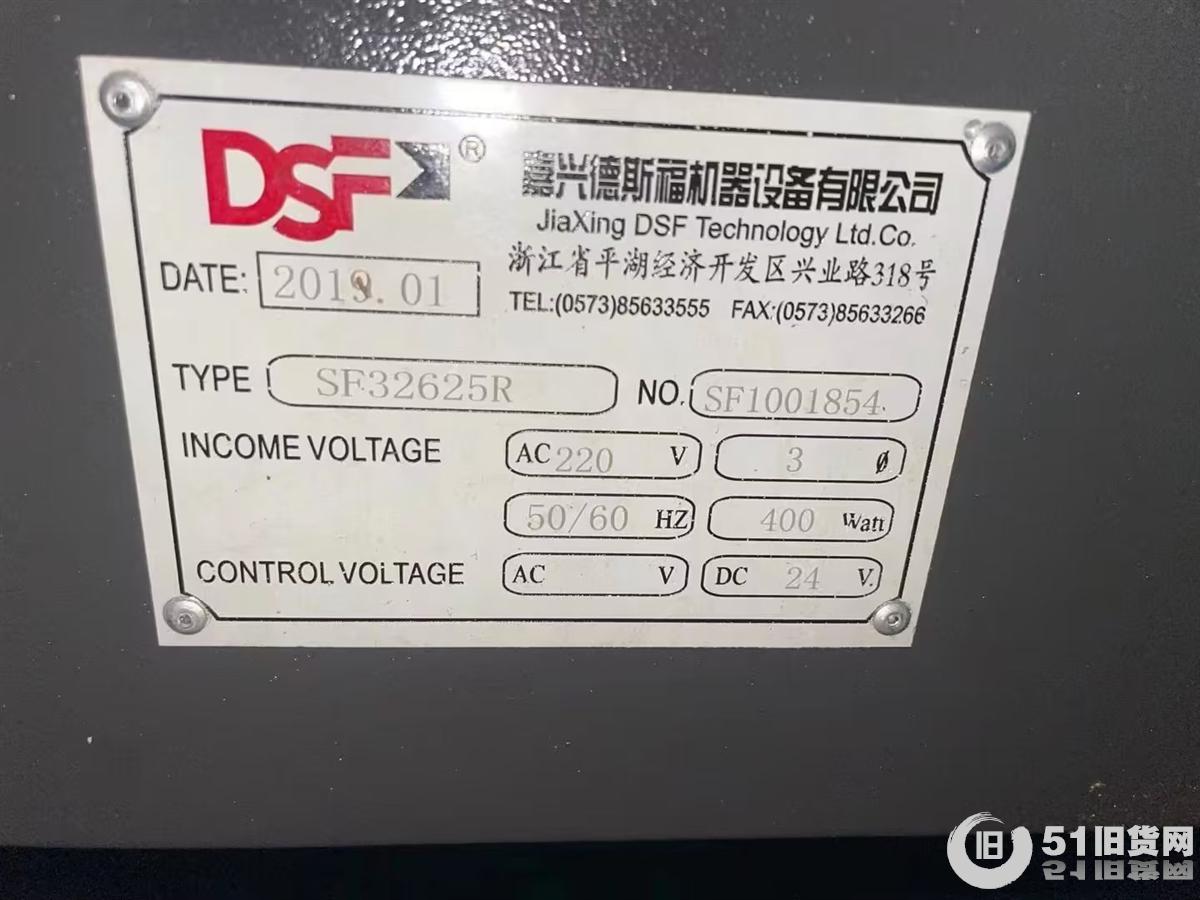 DSF®
嘉兴德斯福机器设备有限公司
JiaXing DSF Technology Ltd.Co.
浙江省平湖经济开发区兴业路318号
TEL:(0573)85633555 FAX:(0573)85633266
DATE: 2019.01
TYPE SF32625R NO. SF1001854
INCOME VOLTAGE AC 220 V 3 Ø
50/60 HZ 400 Watt
CONTROL VOLTAGE AC V DC 24 V.
旧 51旧货网